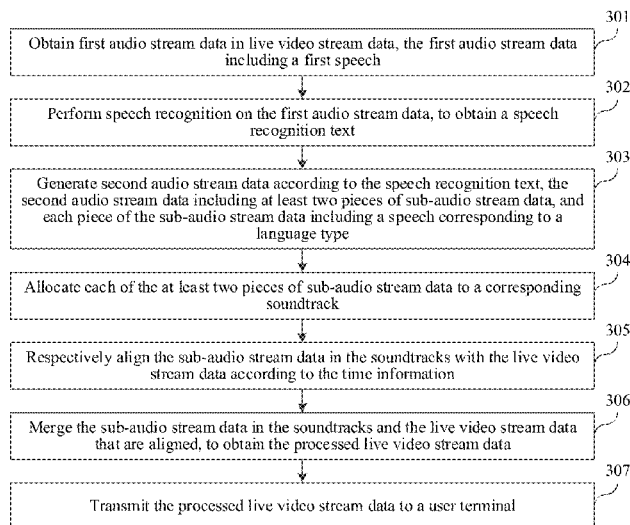 301
Obtain first audio stream data in live video stream data, the first audio stream data
including a first speech
302
Perform speech recognition on the first audio stream data, to obtain a speech
recognition text
303
Generate second audio stream data according to the speech recognition text, the
second audio stream data including at least two pieces of sub-audio stream data, and
each piece of the sub-audio stream data including a speech corresponding to a
language type
304
Allocate each of the at least two pieces of sub-audio stream data to a corresponding
soundtrack
305
Respectively align the sub-audio stream data in the soundtracks with the live video
stream data according to the time information
306
Merge the sub-audio stream data in the soundtracks and the live video stream data
that are aligned, to obtain the processed live video stream data
307
Transmit the processed live video stream data to a user terminal